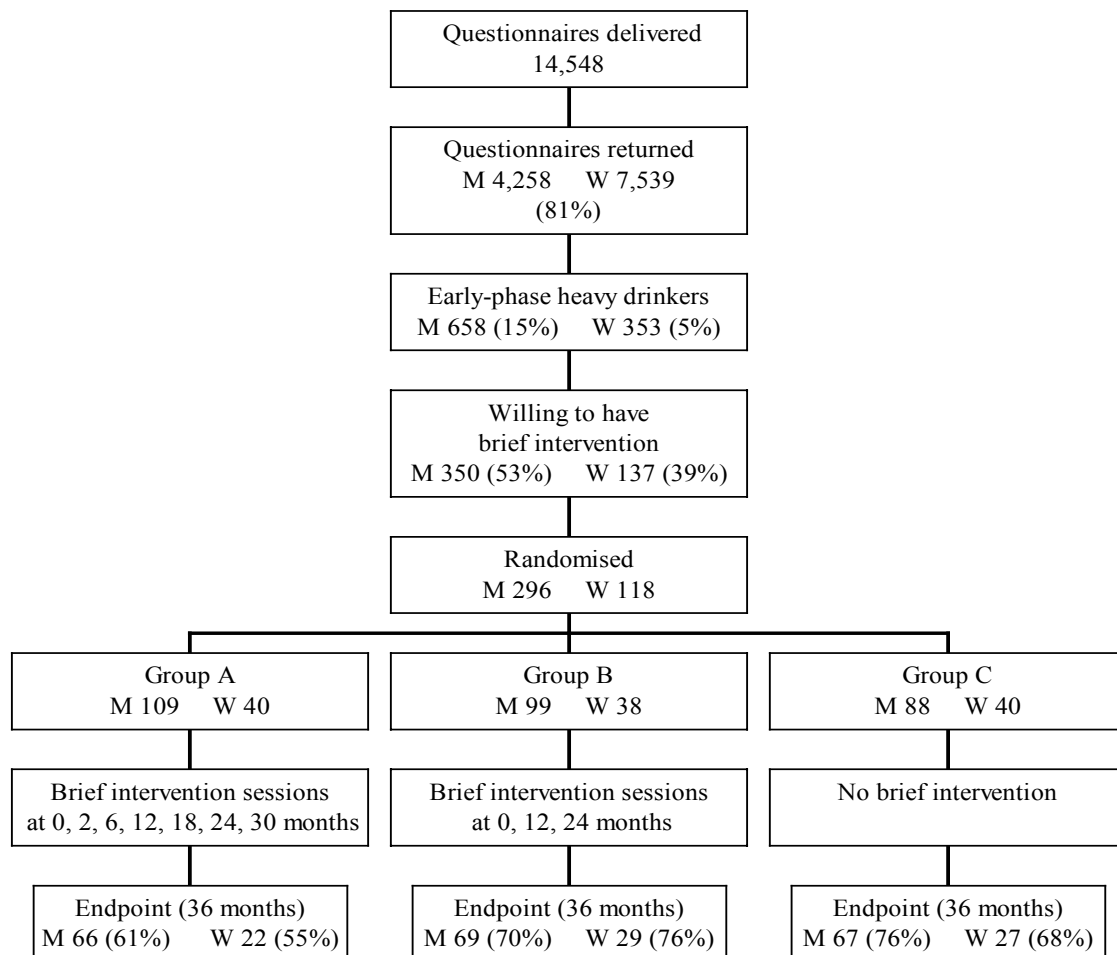 Questionnaires delivered
14,548
Questionnaires returned
M 4,258 W 7,539
(81%)
Early-phase heavy drinkers
M 658 (15%) W 353 (5%)
Willing to have
brief intervention
M 350 (53%) W 137 (39%)
Randomised
M 296 W 118
Group A
M 109 W 40
Group B
M 99 W 38
Group C
M 88 W 40
Brief intervention sessions
at 0, 2, 6, 12, 18, 24, 30 months
Brief intervention sessions
at 0, 12, 24 months
No brief intervention
Endpoint (36 months)
M 66 (61%) W 22 (55%)
Endpoint (36 months)
M 69 (70%) W 29 (76%)
Endpoint (36 months)
M 67 (76%) W 27 (68%)